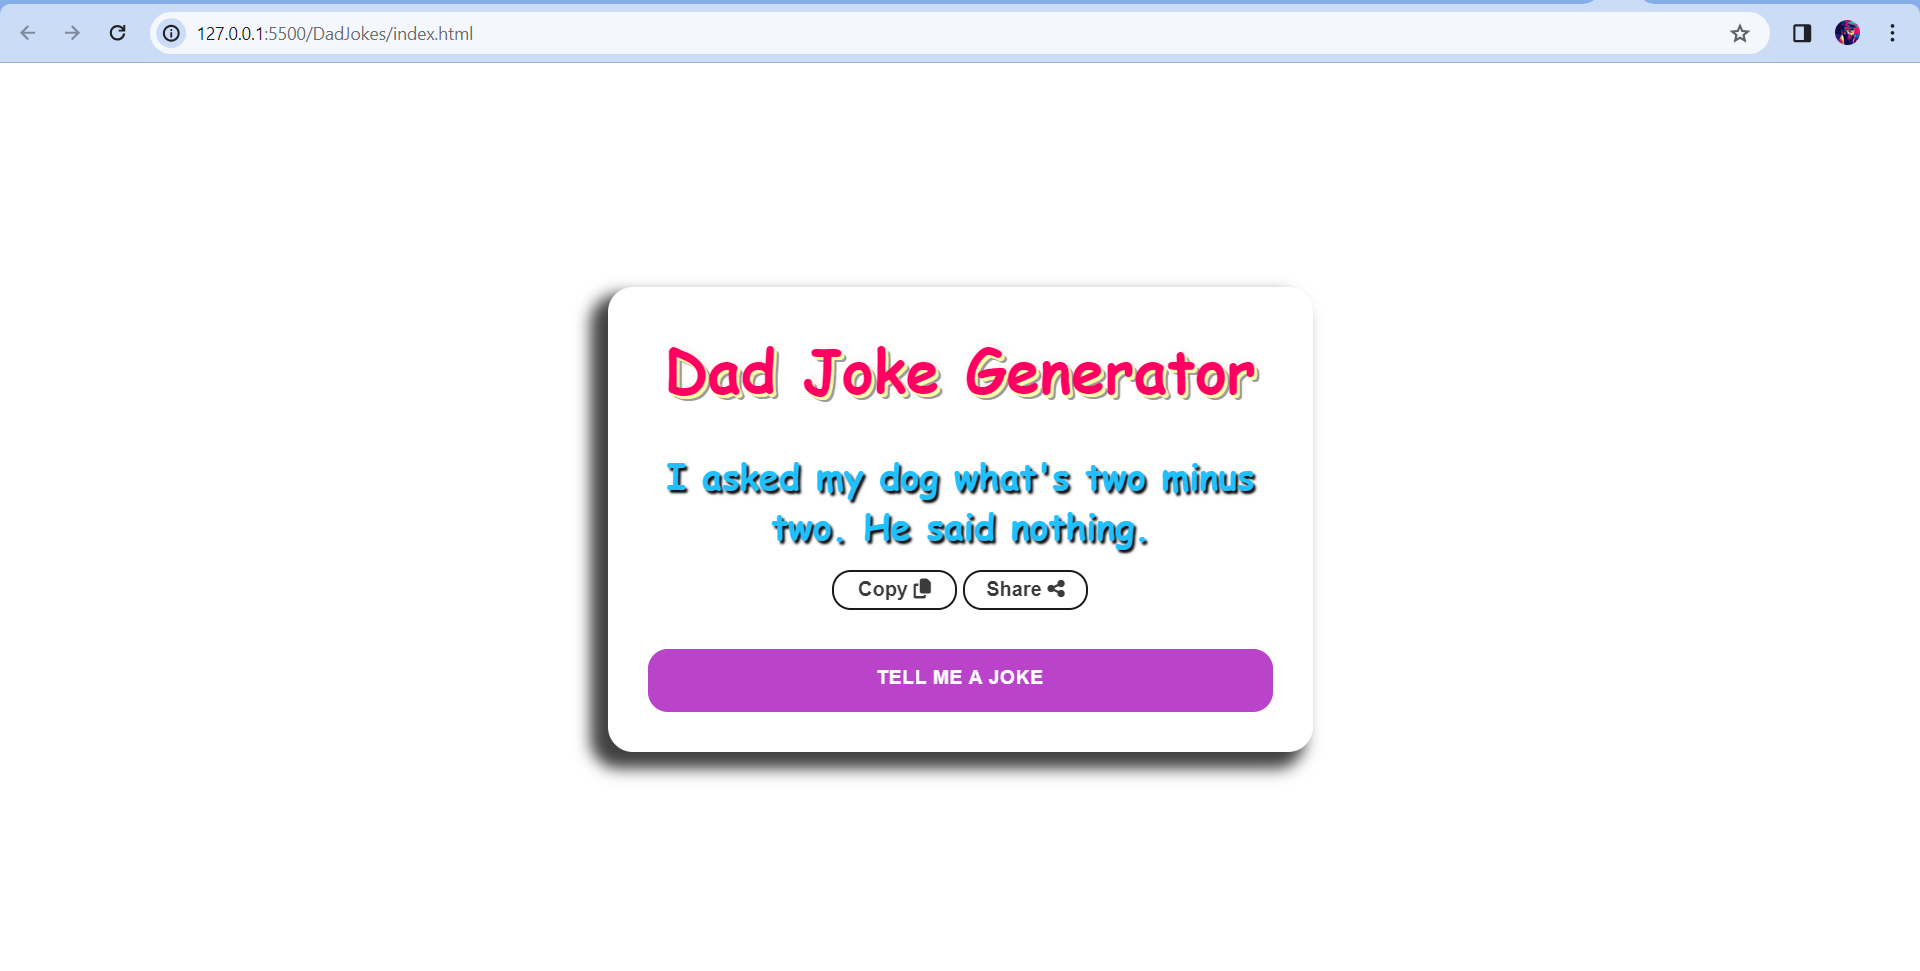 127.0.0.1:5500/DadJokes/index.html
Dad Joke Generator
I asked my dog what's two minus
two. He said nothing.
Copy Share
TELL ME A JOKE